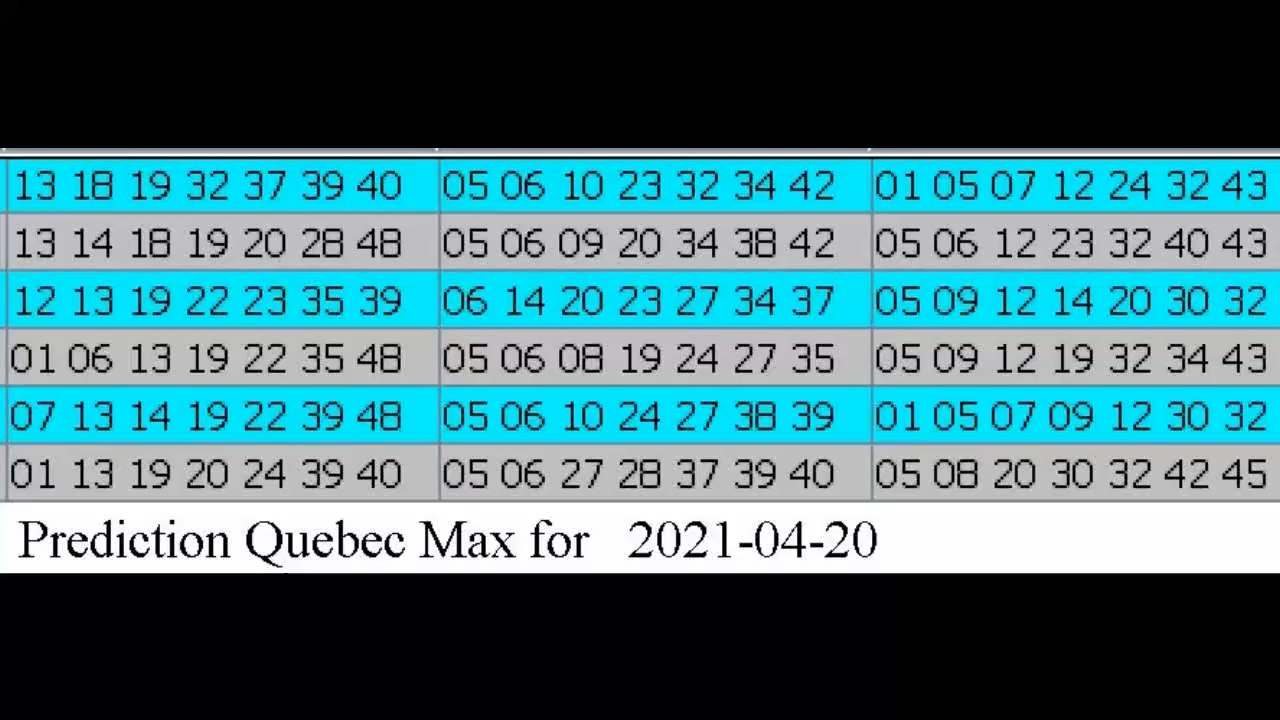 13 18 19 32 37 39 40 05 06 10 23 32 34 42 01 05 07 12 24 32 43
13 14 18 19 20 28 48 05 06 09 20 34 38 42 05 06 12 23 32 40 43
12 13 19 22 23 35 39 06 14 20 23 27 34 37 05 09 12 14 20 30 32
01 06 13 19 22 35 48 05 06 08 19 24 27 35 05 09 12 19 32 34 43
07 13 14 19 22 39 48 05 06 10 24 27 38 39 01 05 07 09 12 30 32
01 13 19 20 24 39 40 05 06 27 28 37 39 40 05 08 20 30 32 42 45
Prediction Quebec Max for 2021-04-20